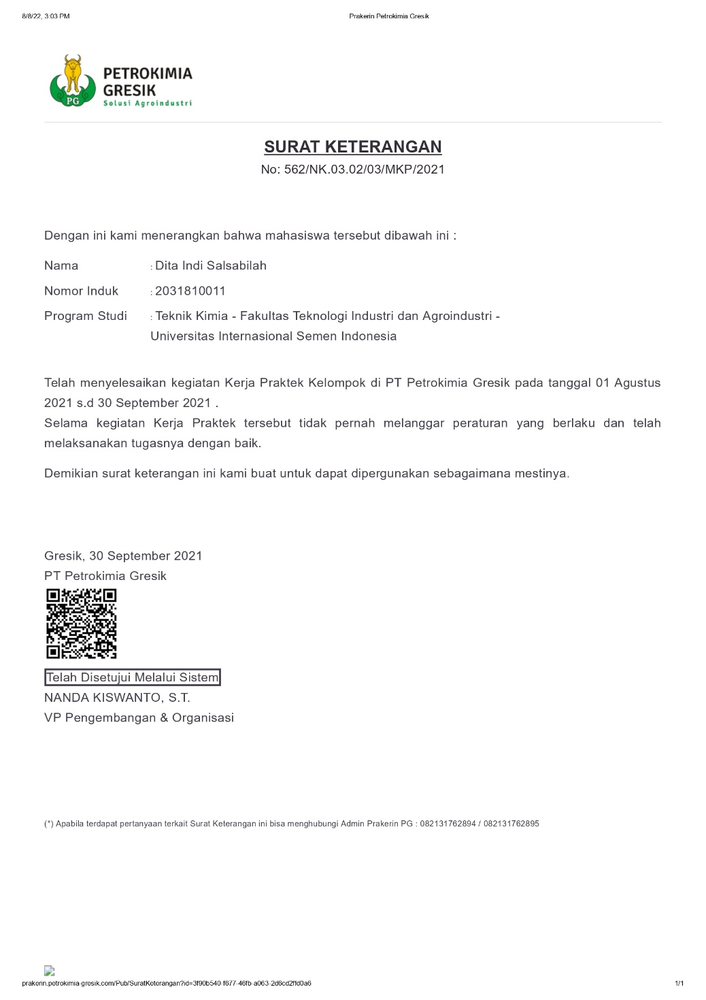 8/8/22, 3:03 PM
Prakerin Petrokimia Gresik
PETROKIMIA
GRESIK
Solusi Agroindustri
PG
SURAT KETERANGAN
No: 562/NK.03.02/03/MKP/2021
Dengan ini kami menerangkan bahwa mahasiswa tersebut dibawah ini :
Nama : Dita Indi Salsabilah
Nomor Induk : 2031810011
Program Studi : Teknik Kimia - Fakultas Teknologi Industri dan Agroindustri -
Universitas Internasional Semen Indonesia
Telah menyelesaikan kegiatan Kerja Praktek Kelompok di PT Petrokimia Gresik pada tanggal 01 Agustus
2021 s.d 30 September 2021 .
Selama kegiatan Kerja Praktek tersebut tidak pernah melanggar peraturan yang berlaku dan telah
melaksanakan tugasnya dengan baik.
Demikian surat keterangan ini kami buat untuk dapat dipergunakan sebagaimana mestinya.
Gresik, 30 September 2021
PT Petrokimia Gresik
Telah Disetujui Melalui Sistem
NANDA KISWANTO, S.T.
VP Pengembangan & Organisasi
(*) Apabila terdapat pertanyaan terkait Surat Keterangan ini bisa menghubungi Admin Prakerin PG : 082131762894 / 082131762895
prakerin.petrokimia-gresik.com/Pub/SuratKeterangan?id=3f90b540-f677-46fb-a063-2d6cd2ffd0a6
1/1